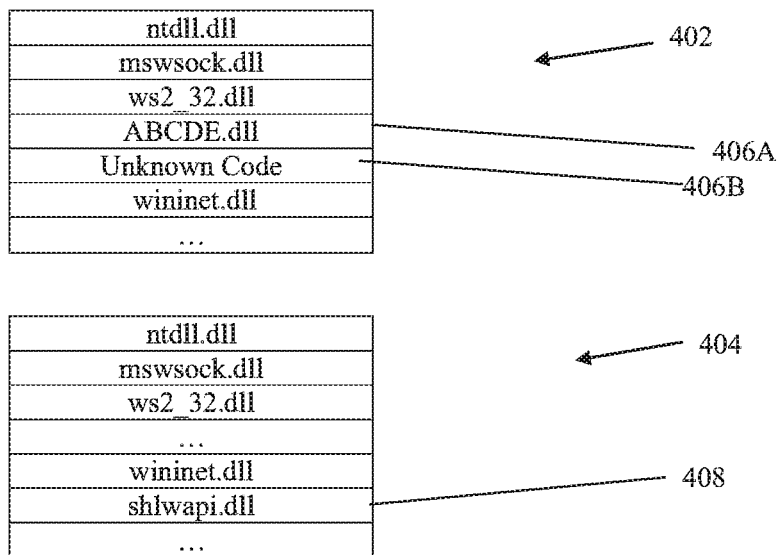 ntdll.dll
402
mswsock.dll
ws2_32.dll
ABCDE.dll
406A
Unknown Code
406B
wininet.dll
...
ntdll.dll
404
mswsock.dll
ws2_32.dll
...
wininet.dll
408
shlwapi.dll
...